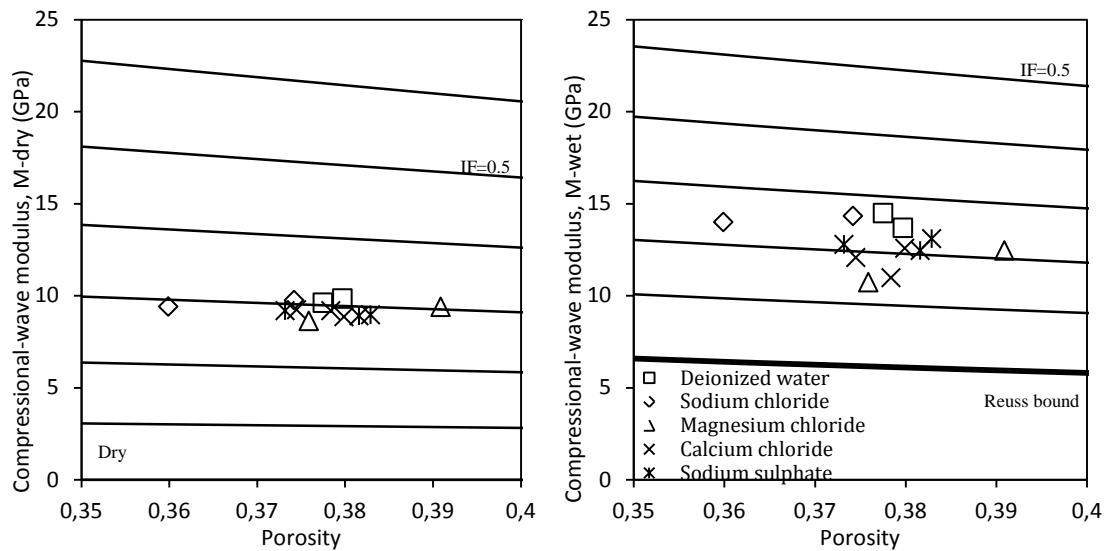 Compressional-wave modulus, M-dry (GPa)
25
20
15
10
5
0
IF=0.5
Dry
0,35
0,36
0,37
0,38
0,39
0,4
Porosity
Compressional-wave modulus, M-wet (GPa)
25
20
15
10
5
0
IF=0.5
Reuss bound
Deionized water
Sodium chloride
Magnesium chloride
Calcium chloride
Sodium sulphate
0,35
0,36
0,37
0,38
0,39
0,4
Porosity